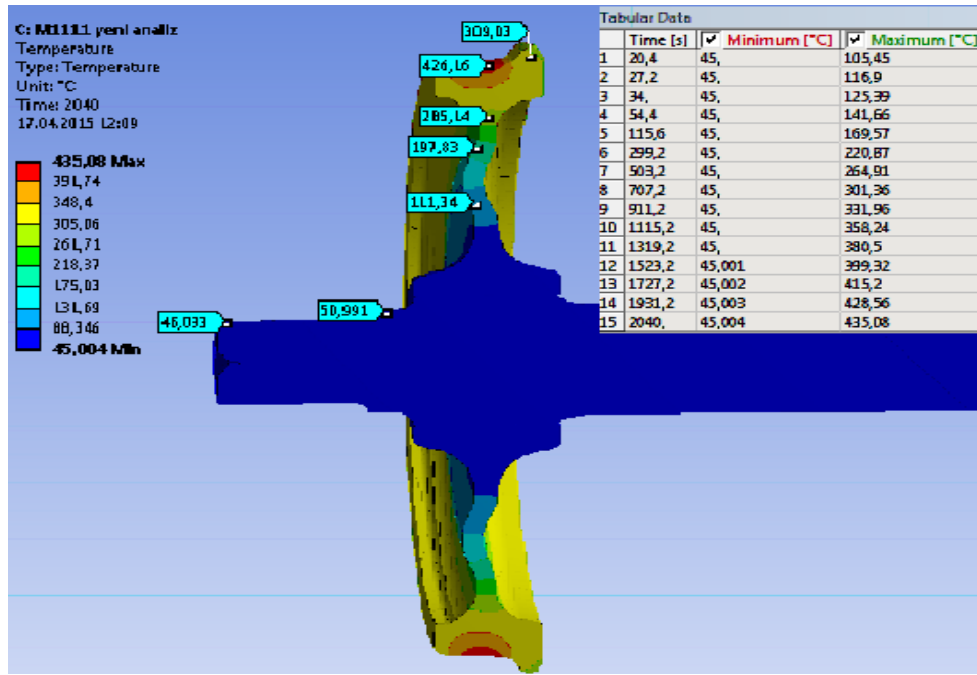 C: M1111 yeni analiz
Temperature
Type: Temperature
Unit: °C
Time: 2040
17.04.2015 12:09
435,08 Max
391,74
348,4
305,06
261,71
218,37
175,03
131,69
88,346
45,004 Min
309,03
426,16
285,14
197,83
111,34
50,991
46,033
Tabular Data
Time [s] Minimum [°C] Maximum [°C]
1 20,4 45, 105,45
2 27,2 45, 116,9
3 34, 45, 125,39
4 54,4 45, 141,66
5 115,6 45, 169,57
6 299,2 45, 220,87
7 503,2 45, 264,91
8 707,2 45, 301,36
9 911,2 45, 331,96
10 1115,2 45, 358,24
11 1319,2 45, 380,5
12 1523,2 45,001 399,32
13 1727,2 45,002 415,2
14 1931,2 45,003 428,56
15 2040, 45,004 435,08